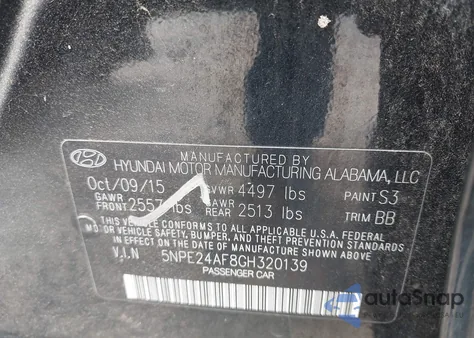 MANUFACTURED BY
HYUNDAI MOTOR MANUFACTURING ALABAMA, LLC
Oct/09/15 GVWR 4497 lbs PAINT S3
GAWR FRONT 2557 lbs GAWR REAR 2513 lbs TRIM BB
THIS VEHICLE CONFORMS TO ALL APPLICABLE U.S. FEDERAL
MOTOR VEHICLE SAFETY, BUMPER, AND THEFT PREVENTION STANDARDS
IN EFFECT ON THE DATE OF MANUFACTURE SHOWN ABOVE.
V.I.N 5NPE24AF8GH320139
PASSENGER CAR
autoSnap